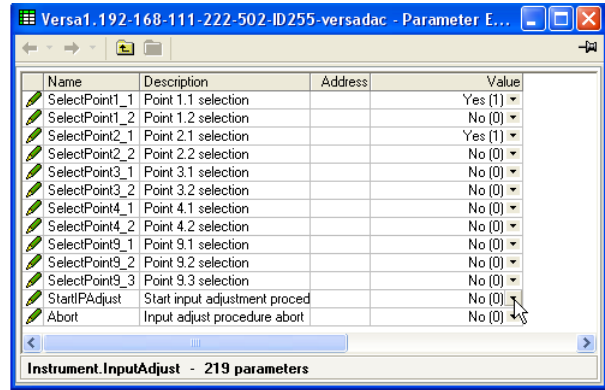 Versa1.192-168-111-222-502-ID255-versadac - Parameter E...
Name Description Address Value
SelectPoint1_1 Point 1.1 selection Yes (1)
SelectPoint1_2 Point 1.2 selection No (0)
SelectPoint2_1 Point 2.1 selection Yes (1)
SelectPoint2_2 Point 2.2 selection No (0)
SelectPoint3_1 Point 3.1 selection No (0)
SelectPoint3_2 Point 3.2 selection No (0)
SelectPoint4_1 Point 4.1 selection No (0)
SelectPoint4_2 Point 4.2 selection No (0)
SelectPoint9_1 Point 9.1 selection No (0)
SelectPoint9_2 Point 9.2 selection No (0)
SelectPoint9_3 Point 9.3 selection No (0)
StartIPAdjust Start input adjustment proced No (0)
Abort Input adjust procedure abort No (0)
Instrument.InputAdjust - 219 parameters